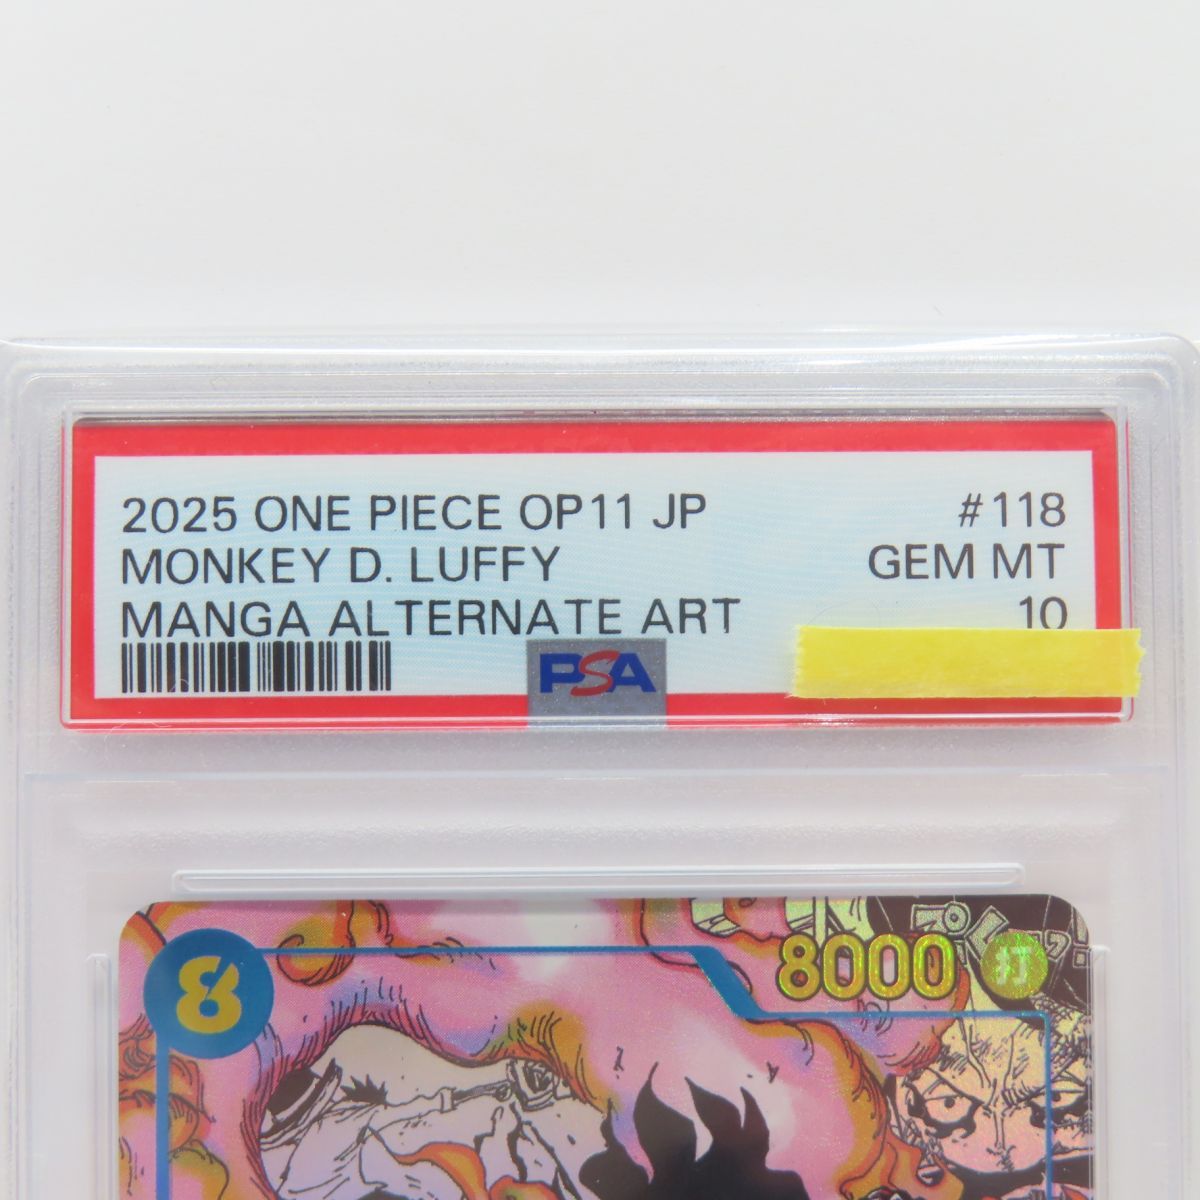 2025 ONE PIECE OP11 JP #118
MONKEY D. LUFFY GEM MT
MANGA ALTERNATE ART 10
PSA
8
8000 打